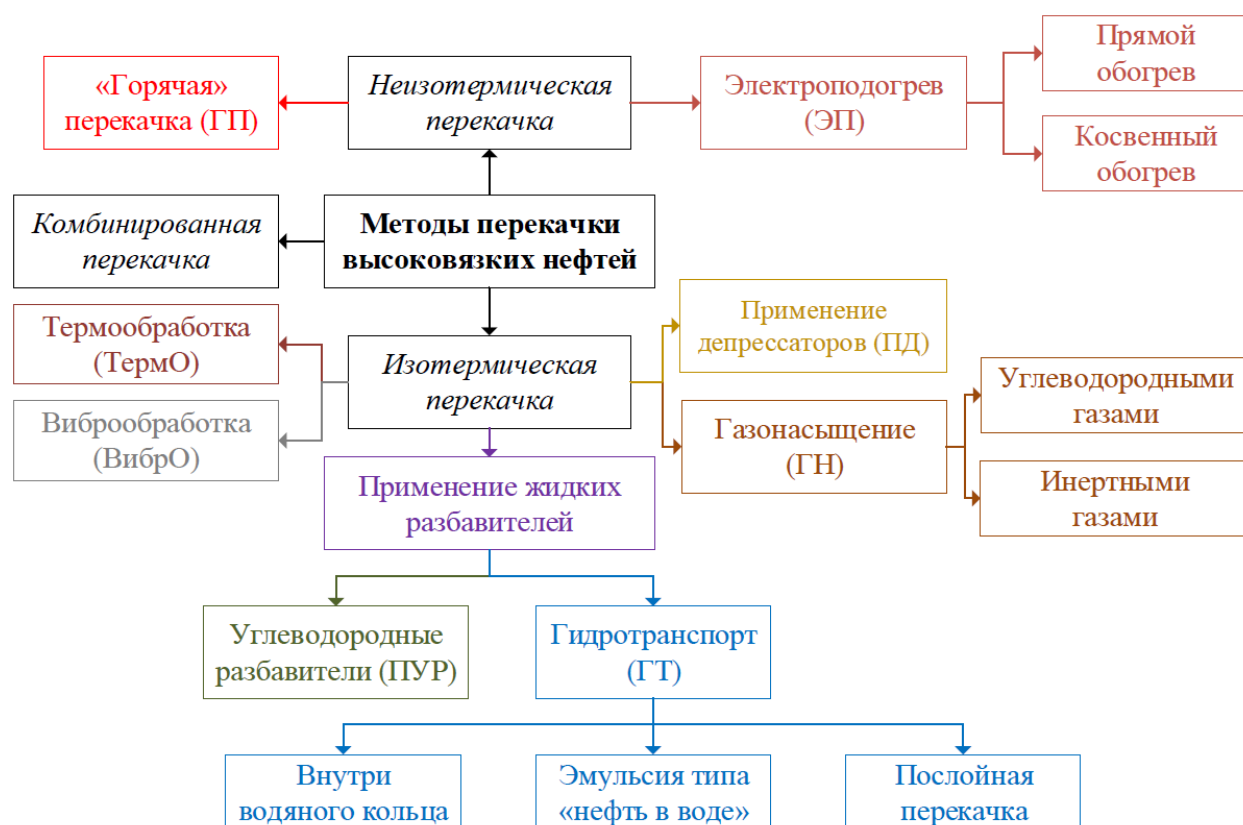 «Горячая»
перекачка (ГП)
Неизотермическая
перекачка
Электроподогрев
(ЭП)
Прямой
обогрев
Косвенный
обогрев
Комбинированная
перекачка
Методы перекачки
высоковязких нефтей
Термообработка
(ТермО)
Виброобработка
(ВибрО)
Изотермическая
перекачка
Применение
депрессаторов (ПД)
Газонасыщение
(ГН)
Углеводородными
газами
Инертными
газами
Применение жидких
разбавителей
Углеводородные
разбавители (ПУР)
Гидротранспорт
(ГТ)
Внутри
водяного кольца
Эмульсия типа
«нефть в воде»
Послойная
перекачка